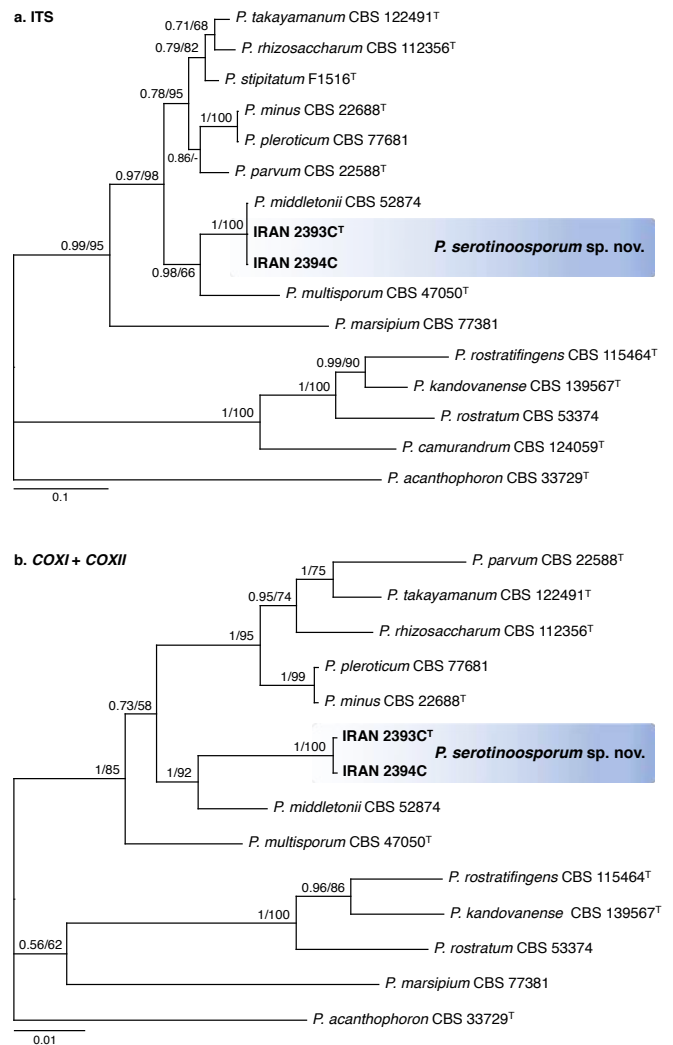 a. ITS
0.71/68
P. takayamanum CBS 122491ᵀ
0.79/82
P. rhizosaccharum CBS 112356ᵀ
P. stipitatum F1516ᵀ
0.78/95
P. minus CBS 22688ᵀ
1/100
P. pleroticum CBS 77681
0.86/-
P. parvum CBS 22588ᵀ
0.97/98
P. middletonii CBS 52874
1/100
IRAN 2393Cᵀ
P. serotinoosporum sp. nov.
IRAN 2394C
0.99/95
0.98/66
P. multisporum CBS 47050ᵀ
P. marsipium CBS 77381
P. rostratifingens CBS 115464ᵀ
0.99/90
P. kandovanense CBS 139567ᵀ
1/100
P. rostratum CBS 53374
1/100
P. camurandrum CBS 124059ᵀ
P. acanthophoron CBS 33729ᵀ
0.1
b. COXI + COXII
P. parvum CBS 22588ᵀ
1/75
P. takayamanum CBS 122491ᵀ
0.95/74
P. rhizosaccharum CBS 112356ᵀ
1/95
P. pleroticum CBS 77681
1/99
P. minus CBS 22688ᵀ
0.73/58
IRAN 2393Cᵀ
1/100
P. serotinoosporum sp. nov.
IRAN 2394C
1/85
1/92
P. middletonii CBS 52874
P. multisporum CBS 47050ᵀ
P. rostratifingens CBS 115464ᵀ
0.96/86
P. kandovanense CBS 139567ᵀ
1/100
P. rostratum CBS 53374
0.56/62
P. marsipium CBS 77381
P. acanthophoron CBS 33729ᵀ
0.01